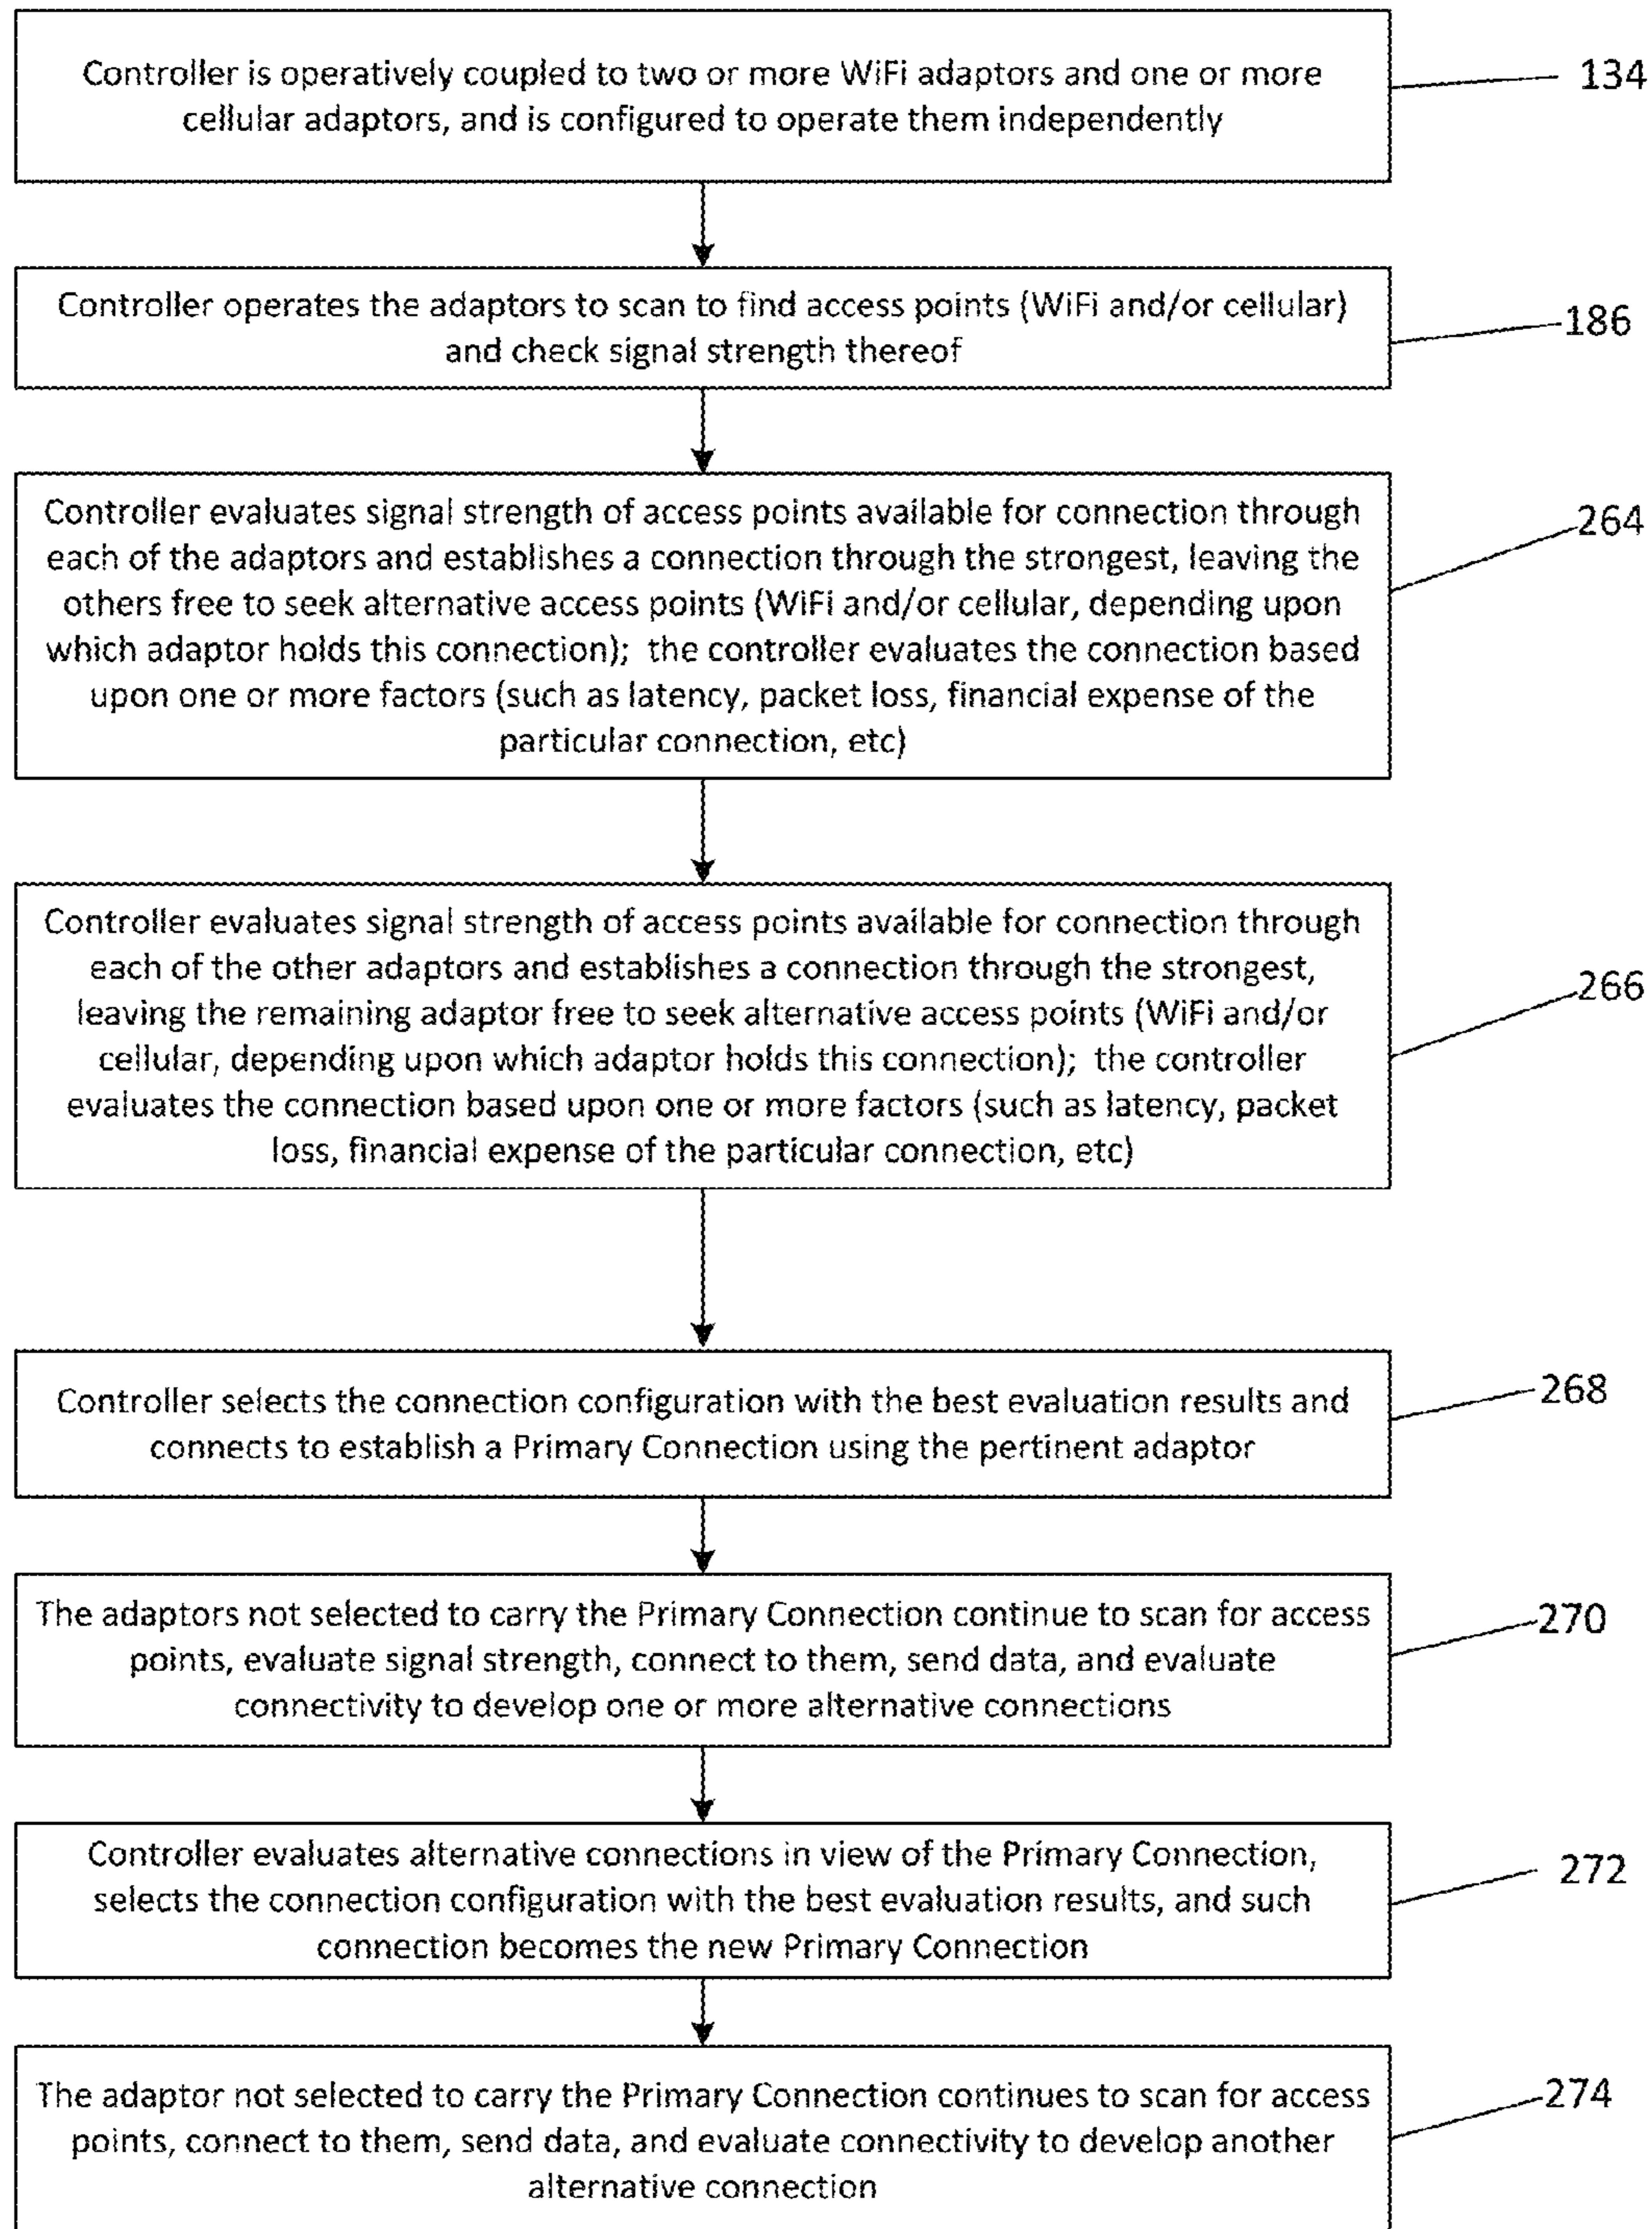 Controller is operatively coupled to two or more WiFi adaptors and one or more
cellular adaptors, and is configured to operate them independently
134
Controller operates the adaptors to scan to find access points (WiFi and/or cellular)
and check signal strength thereof
186
Controller evaluates signal strength of access points available for connection through
each of the adaptors and establishes a connection through the strongest, leaving the
others free to seek alternative access points (WiFi and/or cellular, depending upon
which adaptor holds this connection); the controller evaluates the connection based
upon one or more factors (such as latency, packet loss, financial expense of the
particular connection, etc)
264
Controller evaluates signal strength of access points available for connection through
each of the other adaptors and establishes a connection through the strongest,
leaving the remaining adaptor free to seek alternative access points (WiFi and/or
cellular, depending upon which adaptor holds this connection); the controller
evaluates the connection based upon one or more factors (such as latency, packet
loss, financial expense of the particular connection, etc)
266
Controller selects the connection configuration with the best evaluation results and
connects to establish a Primary Connection using the pertinent adaptor
268
The adaptors not selected to carry the Primary Connection continue to scan for access
points, evaluate signal strength, connect to them, send data, and evaluate
connectivity to develop one or more alternative connections
270
Controller evaluates alternative connections in view of the Primary Connection,
selects the connection configuration with the best evaluation results, and such
connection becomes the new Primary Connection
272
The adaptor not selected to carry the Primary Connection continues to scan for access
points, connect to them, send data, and evaluate connectivity to develop another
alternative connection
274